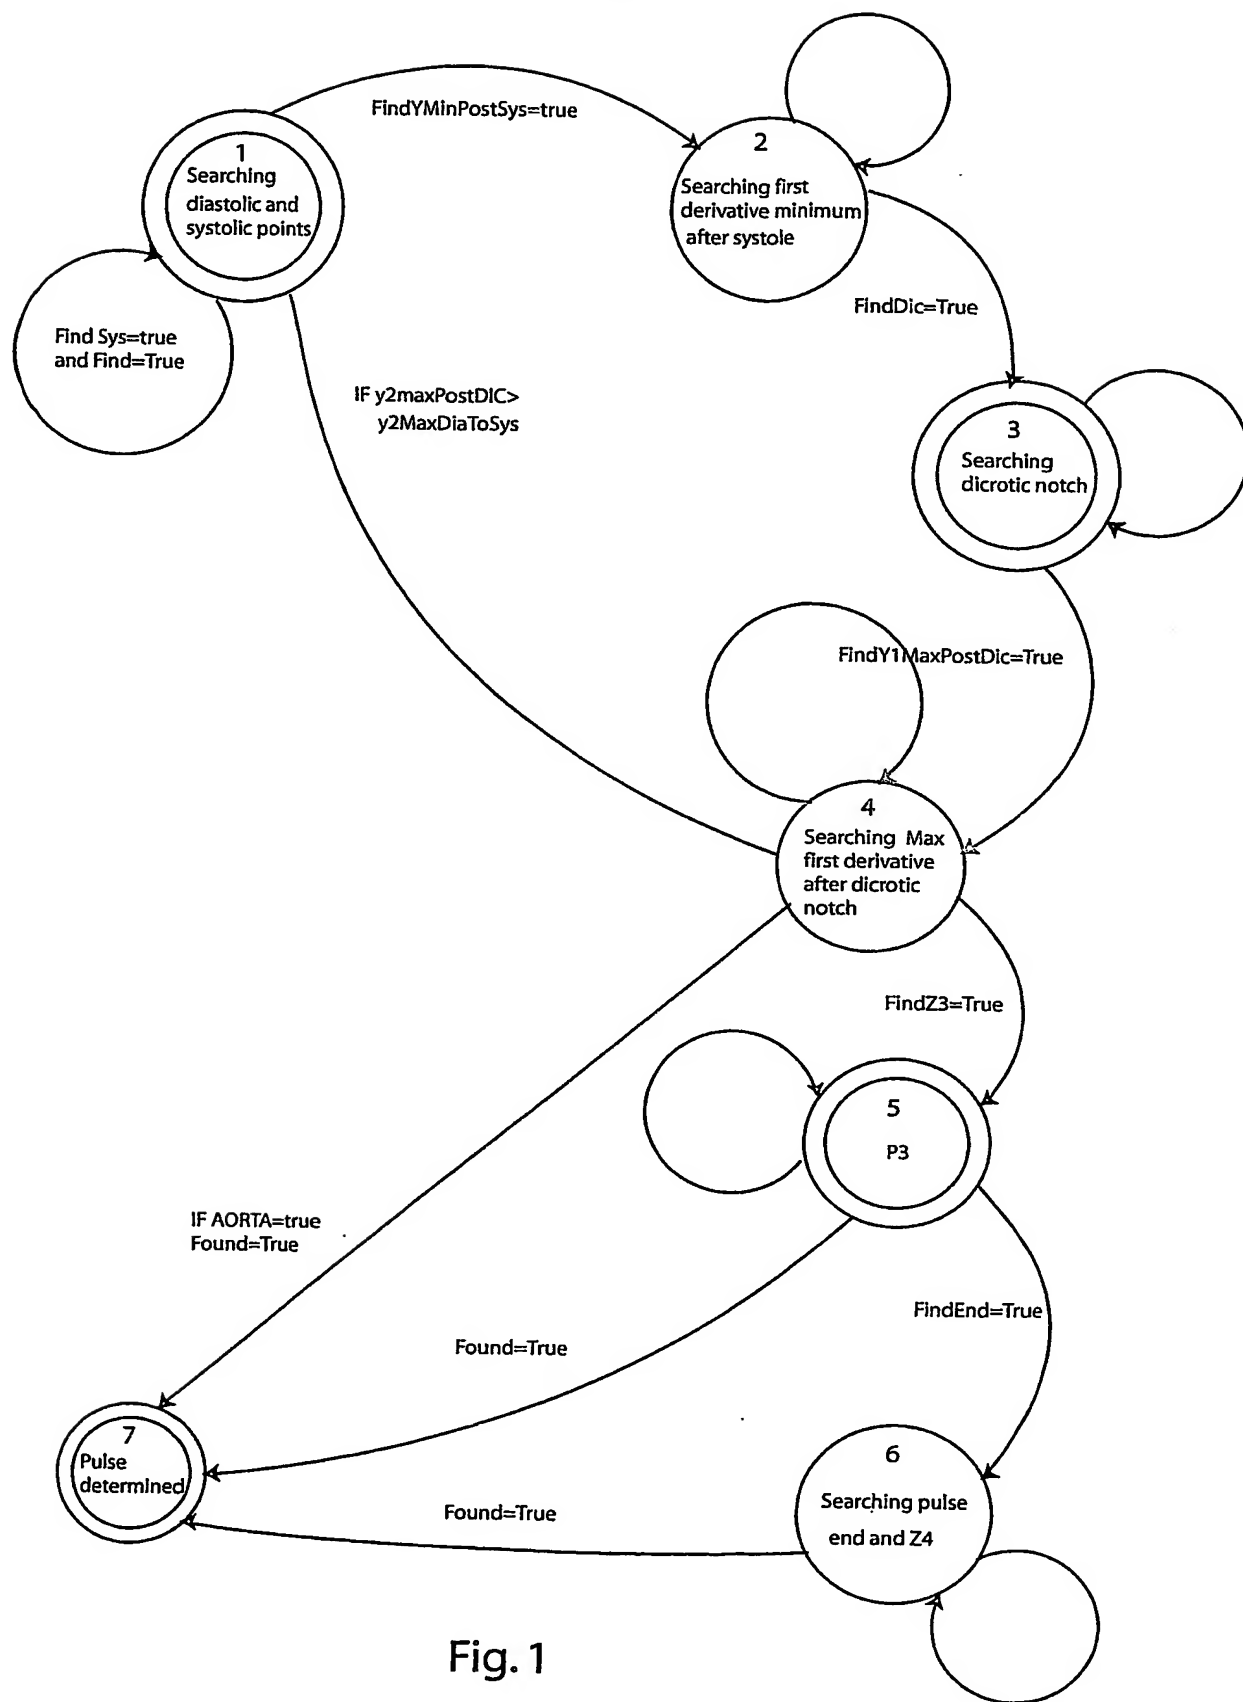 FindYMinPostSys=true
1
Searching
diastolic and
systolic points
2
Searching first
derivative minimum
after systole
Find Sys=true
and Find=True
FindDic=True
IF y2maxPostDIC>
y2MaxDiaToSys
3
Searching
dicrotic notch
FindY1MaxPostDic=True
4
Searching Max
first derivative
after dicrotic
notch
FindZ3=True
5
P3
IF AORTA=true
Found=True
FindEnd=True
Found=True
7
Pulse
determined
6
Searching pulse
end and Z4
Found=True
Fig. 1